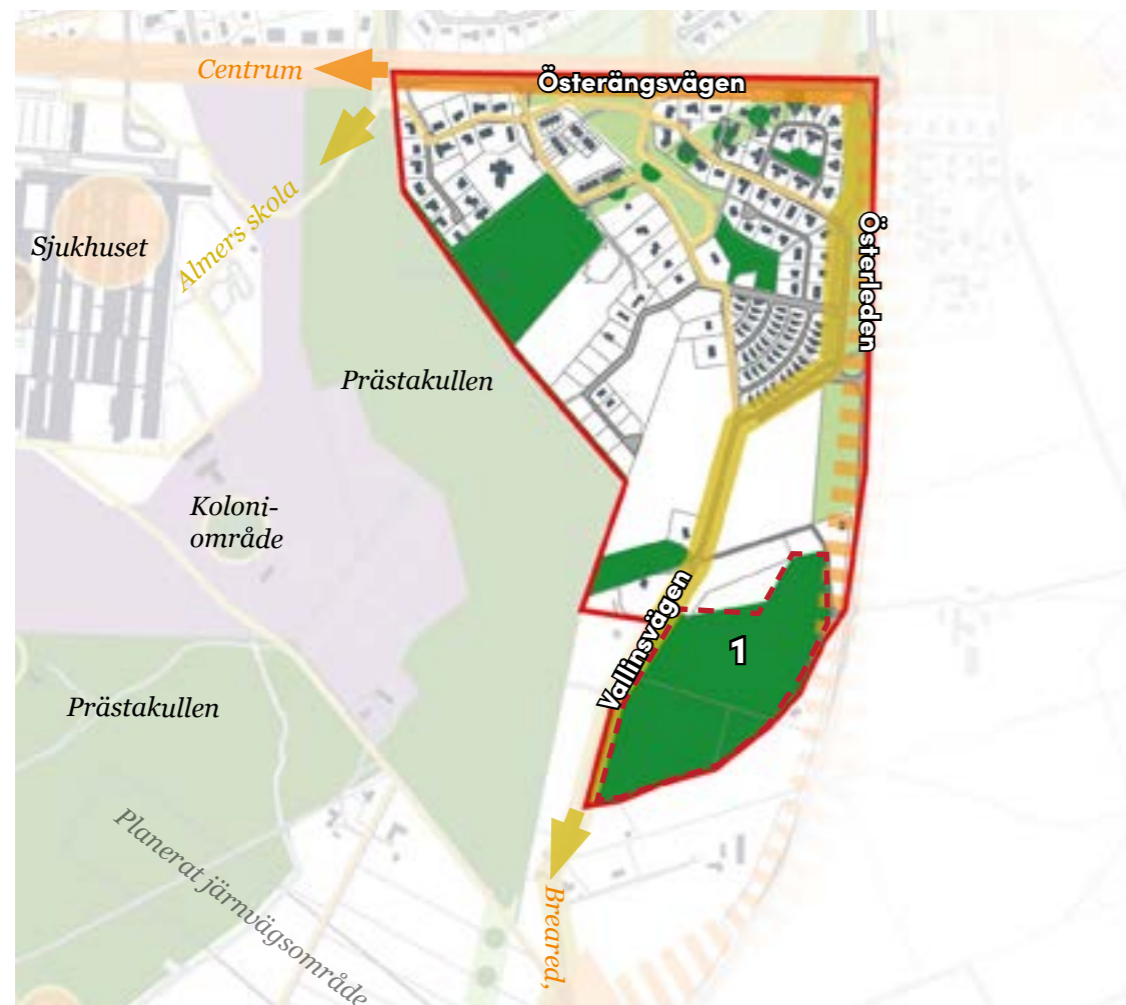 Centrum
Österängsvägen
Almers skola
Sjukhuset
Österleden
Prästakullen
Koloni-
område
Vallinsvägen
1
Prästakullen
Planerat järnvägsområde
Breared,